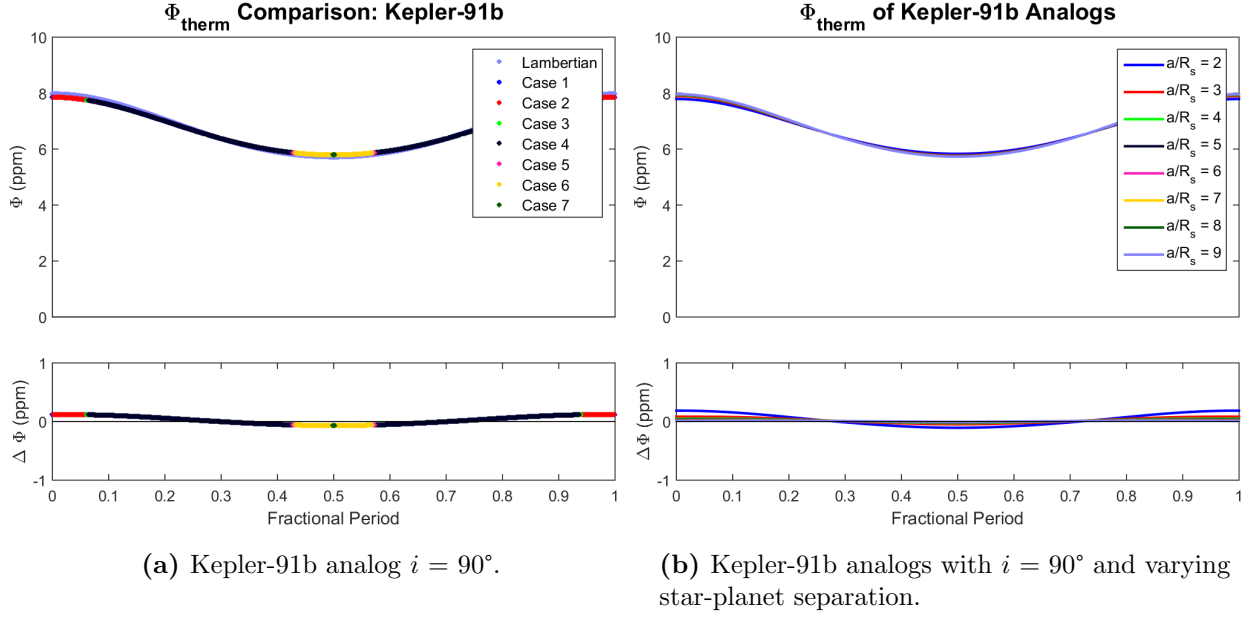 Φtherm Comparison: Kepler-91b
10
8
6
4
2
0
Φ (ppm)
Lambertian
Case 1
Case 2
Case 3
Case 4
Case 5
Case 6
Case 7
1
0
-1
Δ Φ (ppm)
0 0.1 0.2 0.3 0.4 0.5 0.6 0.7 0.8 0.9 1
Fractional Period
(a) Kepler-91b analog i = 90°.
Φtherm of Kepler-91b Analogs
10
8
6
4
2
0
Φ (ppm)
a/Rs = 2
a/Rs = 3
a/Rs = 4
a/Rs = 5
a/Rs = 6
a/Rs = 7
a/Rs = 8
a/Rs = 9
1
0
-1
Δ Φ (ppm)
0 0.1 0.2 0.3 0.4 0.5 0.6 0.7 0.8 0.9 1
Fractional Period
(b) Kepler-91b analogs with i = 90° and varying
star-planet separation.